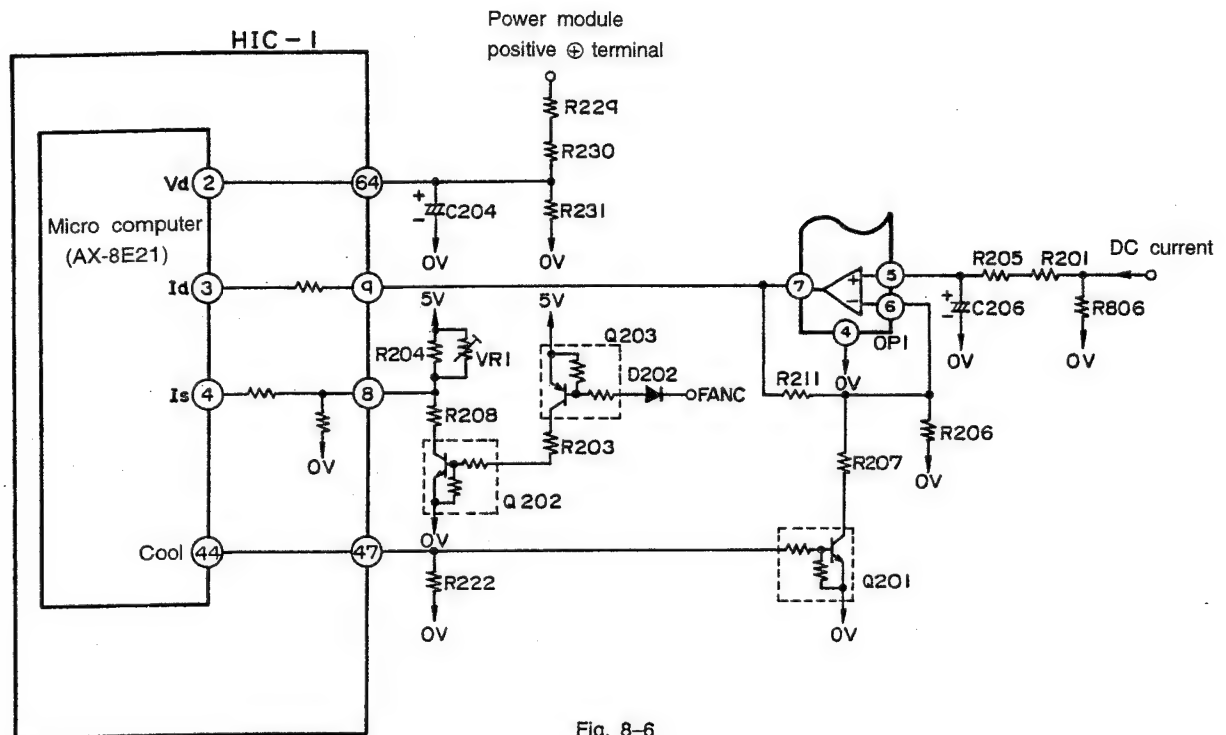 Power module
positive ⊕ terminal
HIC-1
R229
R230
Vd 2 64
C204
+
-
R231
0V
0V
Micro computer
(AX-8E21)
Id 3 9
5V
5V
7
+
-
5
6
4
OP1
0V
R205 R201
DC current
+
-
C206
0V
R806
0V
R204
VR1
Q203
D202
FANC
R211
Is 4 8
0V
R208
R203
R206
0V
R207
Q202
0V
Cool 44 47
R222
0V
Q201
0V
Fig. 8-6